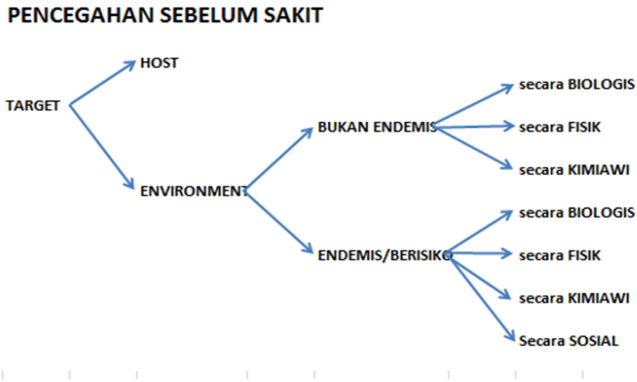 PENCEGAHAN SEBELUM SAKIT
HOST
TARGET
ENVIRONMENT
BUKAN ENDEMIS
secara BIOLOGIS
secara FISIK
secara KIMIAWI
ENDEMIS/BERISIKO
secara BIOLOGIS
secara FISIK
secara KIMIAWI
Secara SOSIAL